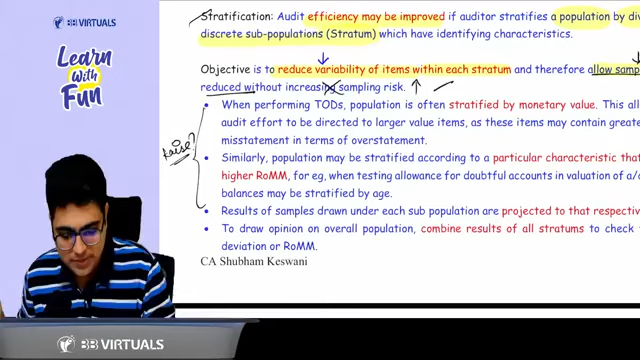 BB VIRTUALS
Learn
With
Fun
Stratification: Audit efficiency may be improved if auditor stratifies a population by div
discrete sub-populations (Stratum) which have identifying characteristics.
Objective is to reduce variability of items within each stratum and therefore allow samp
reduced wi without increasing sampling risk.
When performing TODs, population is often stratified by monetary value. This all
audit effort to be directed to larger value items, as these items may contain greate
misstatement in terms of overstatement.
Similarly, population may be stratified according to a particular characteristic that
higher RoMM, for eg, when testing allowance for doubtful accounts in valuation of a/c
balances may be stratified by age.
Results of samples drawn under each sub population are projected to that respective
To draw opinion on overall population, combine results of all stratums to check
deviation or RoMM.
CA Shubham Keswani
BB VIRTUALS